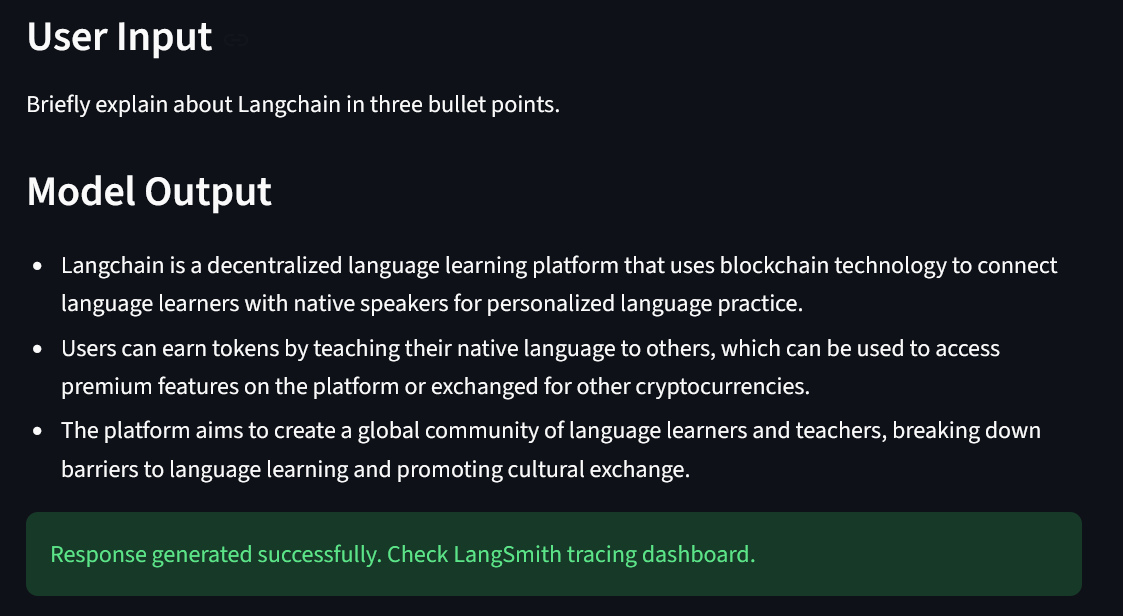 User Input
Briefly explain about Langchain in three bullet points.
Model Output
• Langchain is a decentralized language learning platform that uses blockchain technology to connect
language learners with native speakers for personalized language practice.
• Users can earn tokens by teaching their native language to others, which can be used to access
premium features on the platform or exchanged for other cryptocurrencies.
• The platform aims to create a global community of language learners and teachers, breaking down
barriers to language learning and promoting cultural exchange.
Response generated successfully. Check LangSmith tracing dashboard.